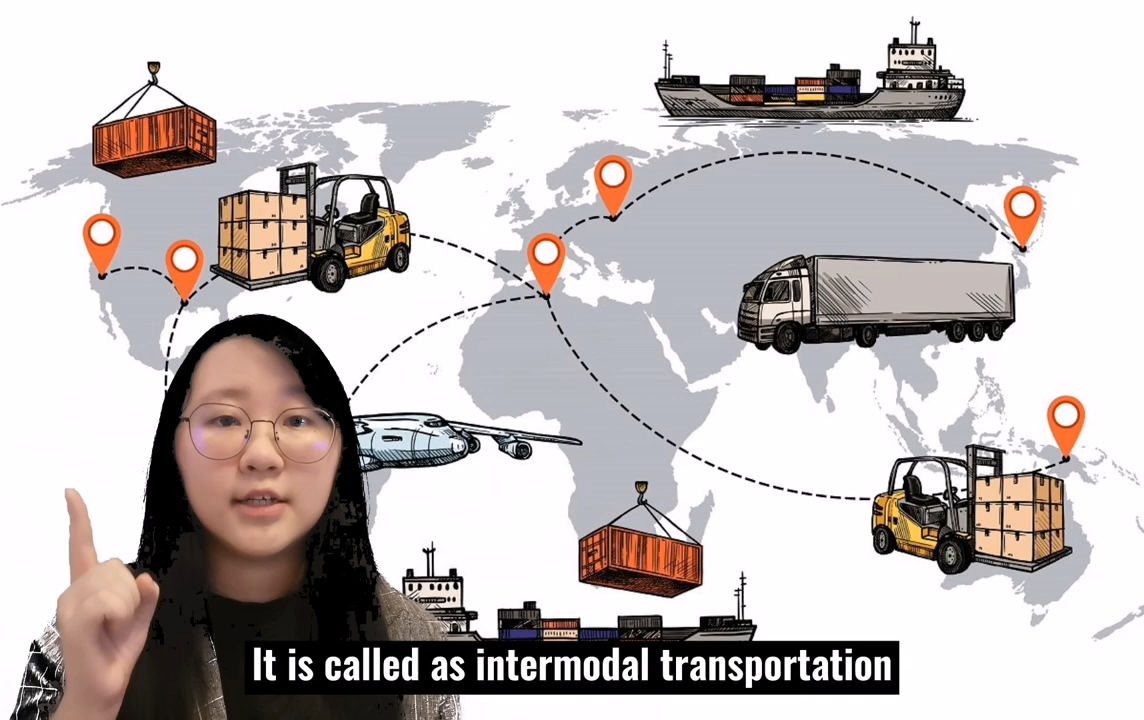 It is called as intermodal transportation